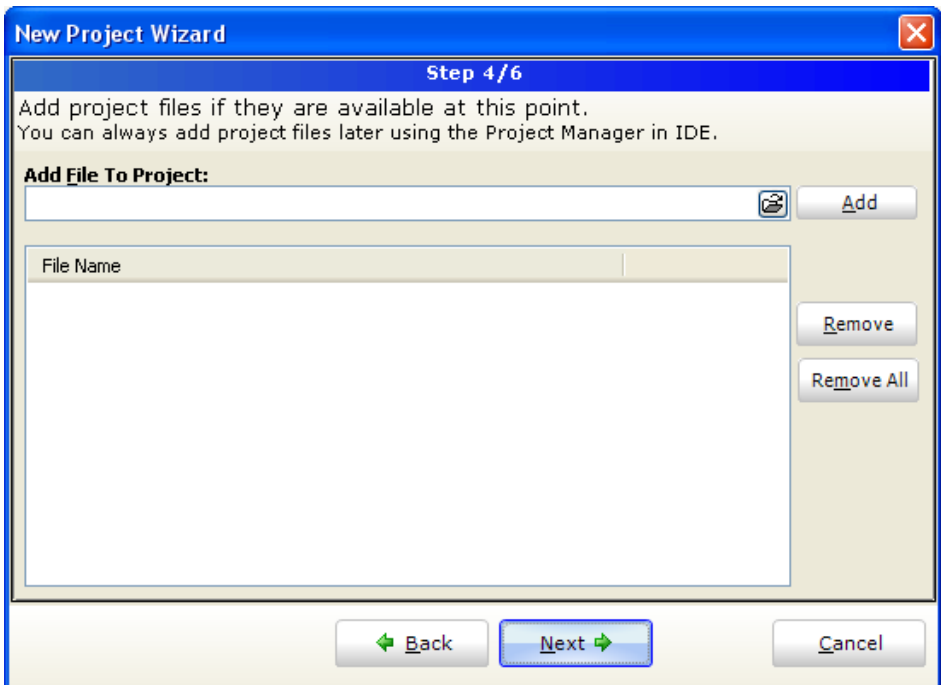 New Project Wizard
Step 4/6
Add project files if they are available at this point.
You can always add project files later using the Project Manager in IDE.
Add File To Project:
Add
File Name
Remove
Remove All
Back
Next
Cancel